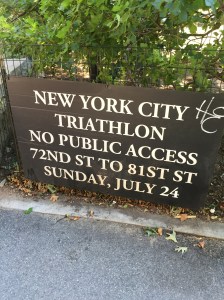 NEW YORK CITY
TRIATHLON
NO PUBLIC ACCESS
72ND ST TO 81ST ST
SUNDAY, JULY 24